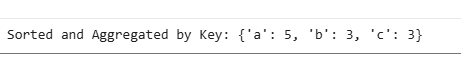 Sorted and Aggregated by Key: {'a': 5, 'b': 3, 'c': 3}